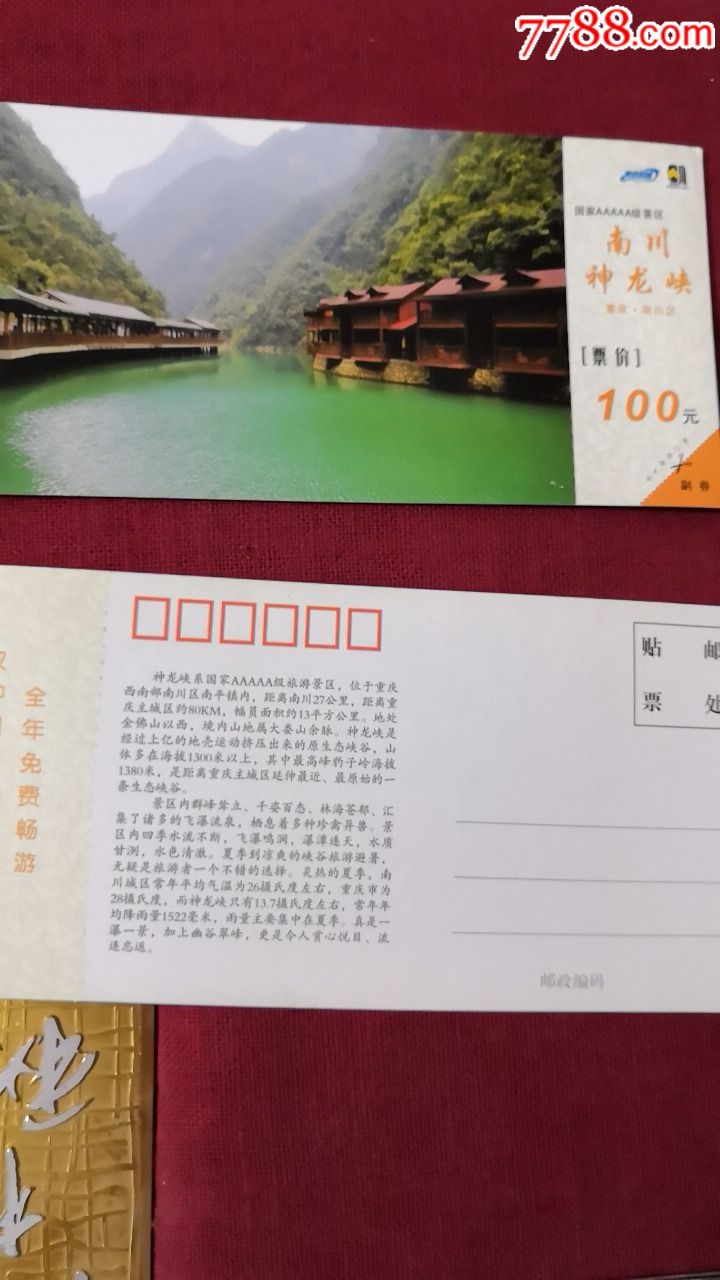 7788.com
国家AAAAA级景区
南川
神龙峡
重庆·南川区
[票价]
100元
副券
贴 邮
票 处
全年免费畅游
神龙峡系国家AAAAA级旅游景区，位于重庆
西南部南川区南平镇内，距离南川27公里，距离重
庆主城区约80KM，幅员面积约13平方公里。地处
金佛山以西，境内山地属大娄山余脉。神龙峡是
经过上亿的地壳运动挤压出来的原生态峡谷，山
体多在海拔1300米以上，其中最高峰豹子岭海拔
1380米，是距离重庆主城区延伸最近、最原始的一
条生态峡谷。
景区内群峰耸立、千姿百态、林海苍郁、汇
集了诸多的飞瀑流泉，栖息着多种珍禽异兽。景
区内四季水流不断，飞瀑鸣涧，瀑潭连天，水质
甘洌，水色清澈。夏季到凉爽的峡谷旅游避暑，
无疑是旅游者一个不错的选择。炎热的夏季，南
川城区常年平均气温为26摄氏度左右，重庆市为
28摄氏度，而神龙峡只有13.7摄氏度左右，常年年
均降雨量1522毫米，雨量主要集中在夏季。真是一
瀑一景，加上幽谷翠峰，更是令人赏心悦目、流
连忘返。
邮政编码